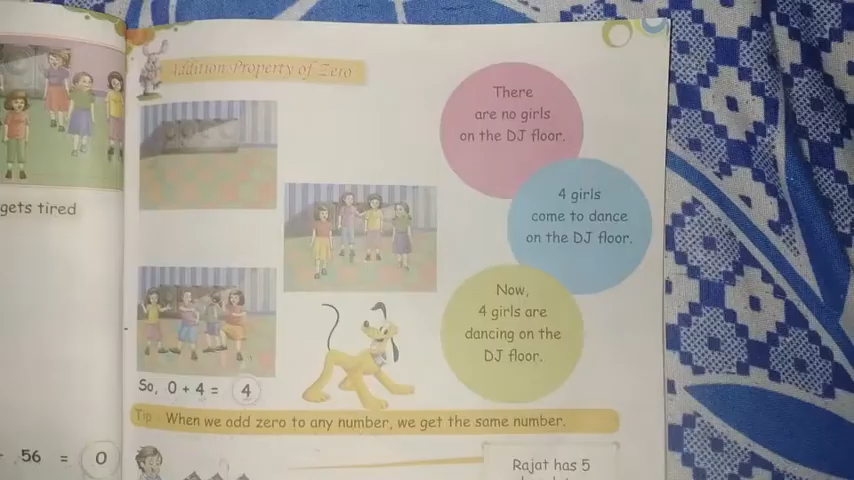 gets tired
56 = 0
Addition Property of Zero
There
are no girls
on the DJ floor.
4 girls
come to dance
on the DJ floor.
Now,
4 girls are
dancing on the
DJ floor.
So, 0 + 4 = 4
Tip: When we add zero to any number, we get the same number.
Rajat has 5